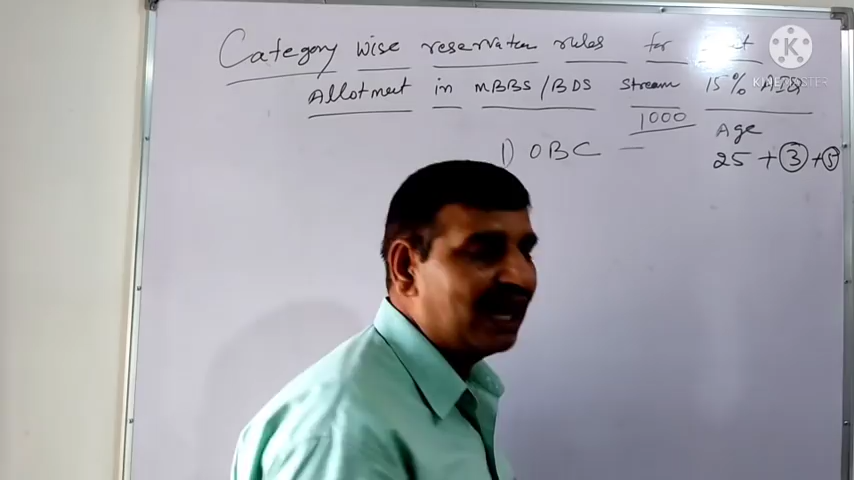 Category wise reservation rules for
Allotment in MBBS/BDS stream 15% AIQ
1000
Age
1) OBC —
25 + 3 + 5
K
KINEMASTER